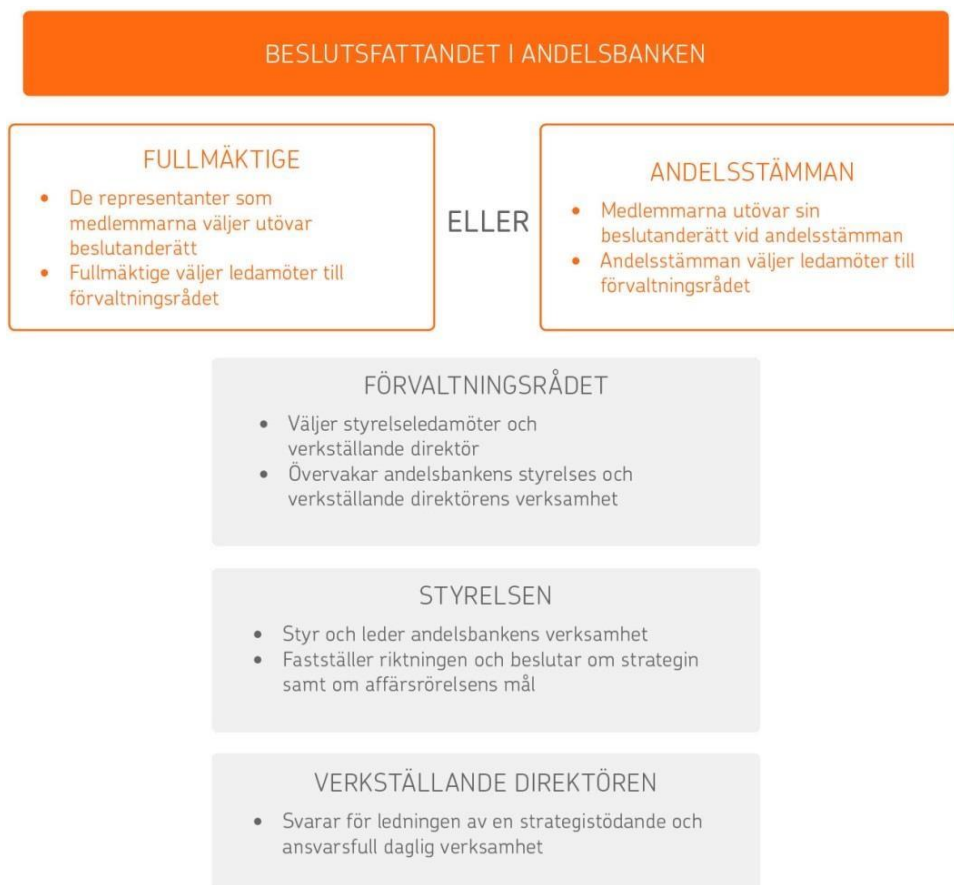 BESLUTSFATTANDET I ANDELSBANKEN
FULLMÄKTIGE
• De representanter som
medlemmarna väljer utövar
beslutanderätt
• Fullmäktige väljer ledamöter till
förvaltningsrådet
ELLER
ANDELSSTÄMMAN
• Medlemmarna utövar sin
beslutanderätt vid andelsstämman
• Andelsstämman väljer ledamöter till
förvaltningsrådet
FÖRVALTNINGSRÅDET
• Väljer styrelseledamöter och
verkställande direktör
• Övervakar andelsbankens styrelses och
verkställande direktörens verksamhet
STYRELSEN
• Styr och leder andelsbankens verksamhet
• Fastställer riktningen och beslutar om strategin
samt om affärsrörelsens mål
VERKSTÄLLANDE DIREKTÖREN
• Svarar för ledningen av en strategistödande och
ansvarsfull daglig verksamhet